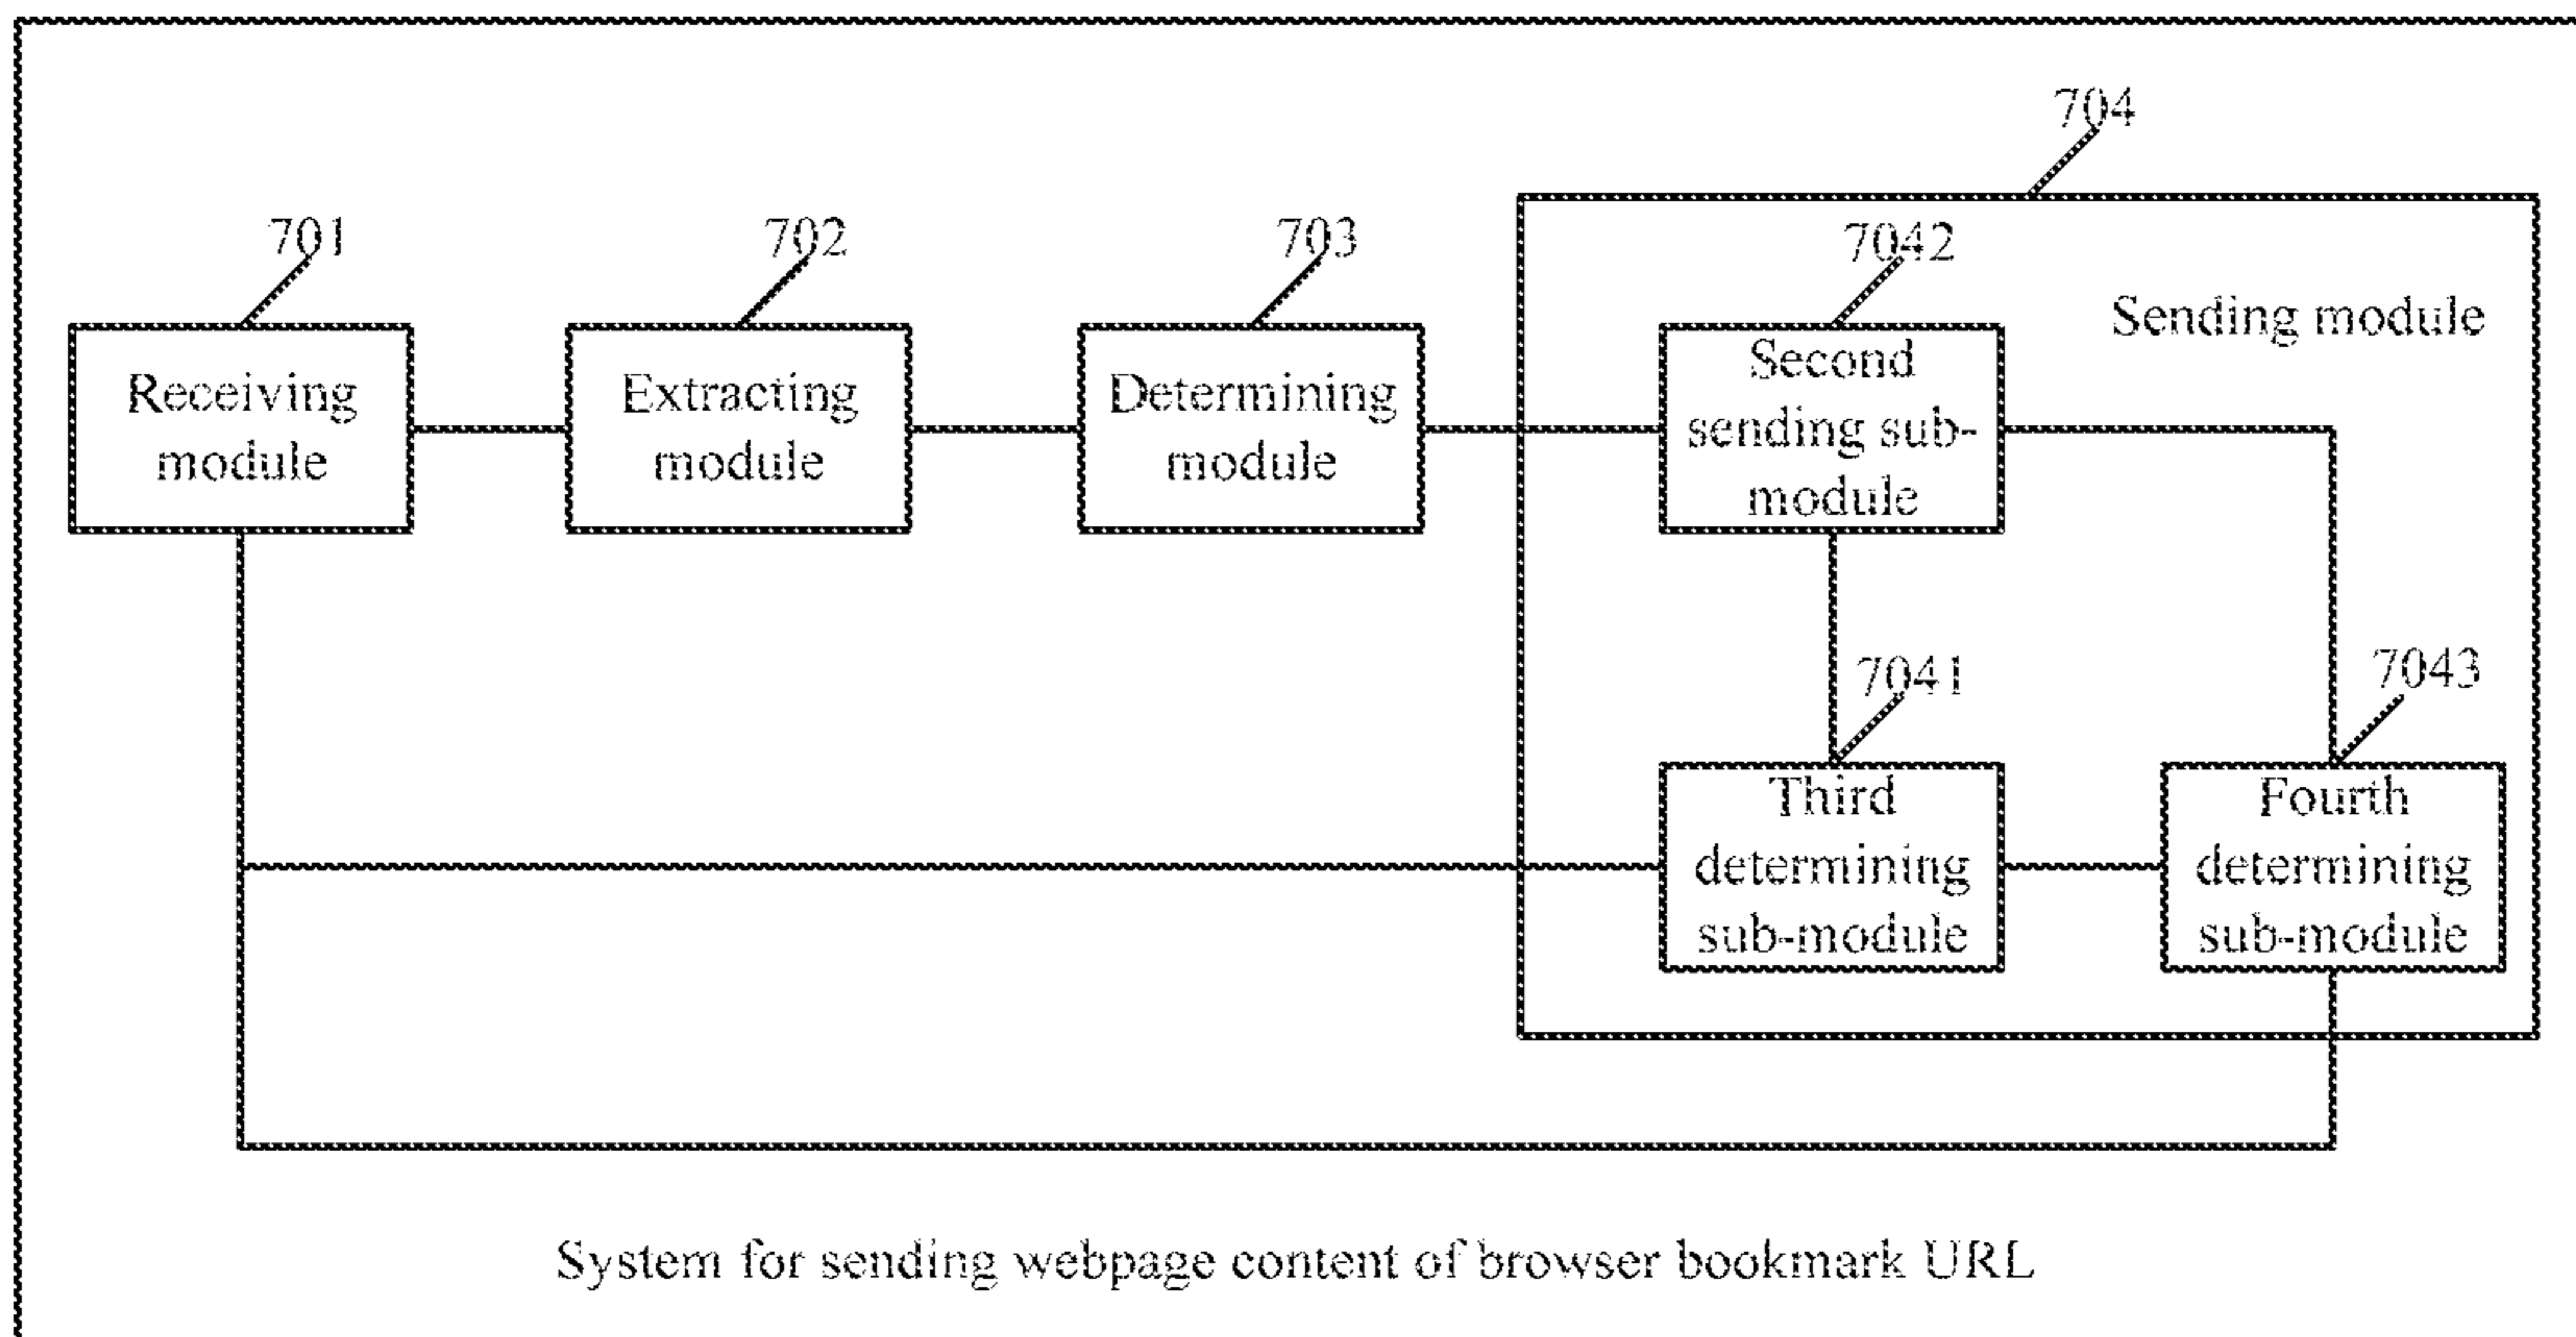 704
701
702
703
7042
Sending module
Receiving
module
Extracting
module
Determining
module
Second
sending sub-
module
7041
7043
Third
determining
sub-module
Fourth
determining
sub-module
System for sending webpage content of browser bookmark URL